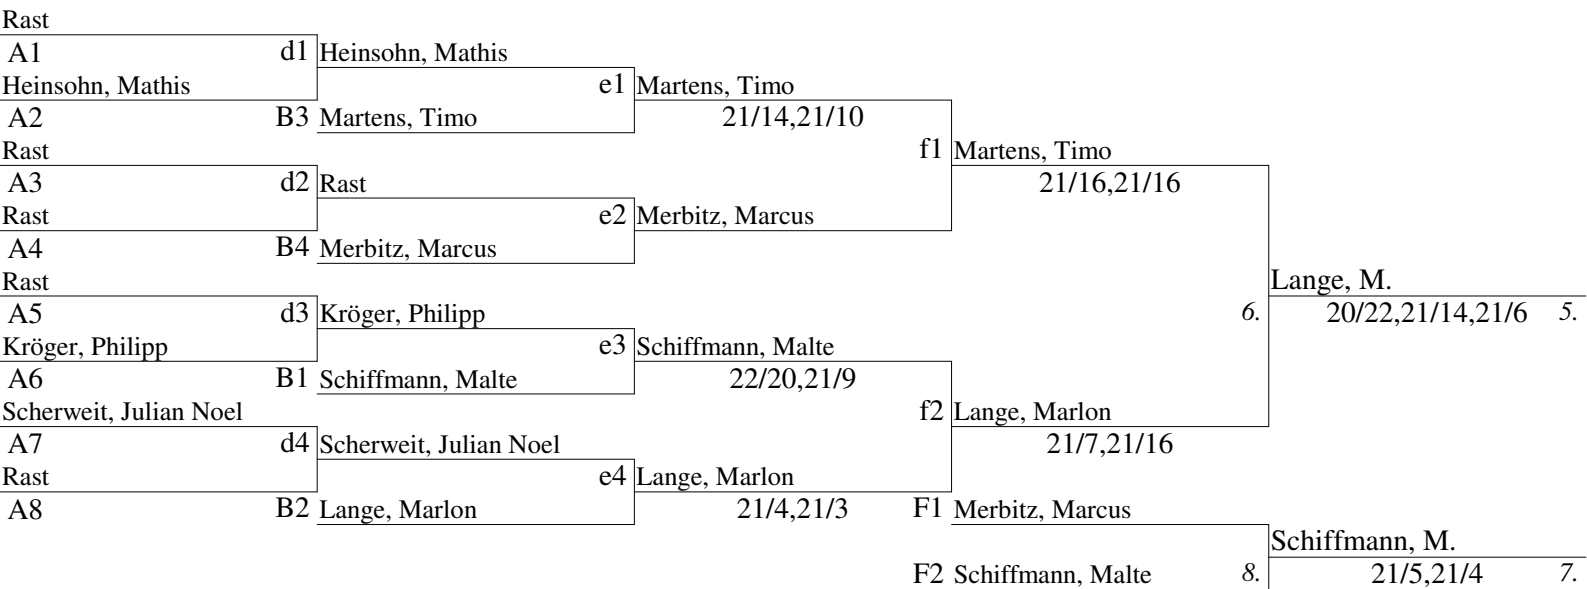 Rast
A1 d1 Heinsohn, Mathis
Heinsohn, Mathis e1 Martens, Timo
A2 B3 Martens, Timo 21/14,21/10
Rast f1 Martens, Timo
A3 d2 Rast 21/16,21/16
Rast e2 Merbitz, Marcus
A4 B4 Merbitz, Marcus
Rast Lange, M.
A5 d3 Kröger, Philipp 6. 20/22,21/14,21/6 5.
Kröger, Philipp e3 Schiffmann, Malte
A6 B1 Schiffmann, Malte 22/20,21/9
Scherweit, Julian Noel f2 Lange, Marlon
A7 d4 Scherweit, Julian Noel 21/7,21/16
Rast e4 Lange, Marlon
A8 B2 Lange, Marlon 21/4,21/3 F1 Merbitz, Marcus
Schiffmann, M.
F2 Schiffmann, Malte 8. 21/5,21/4 7.